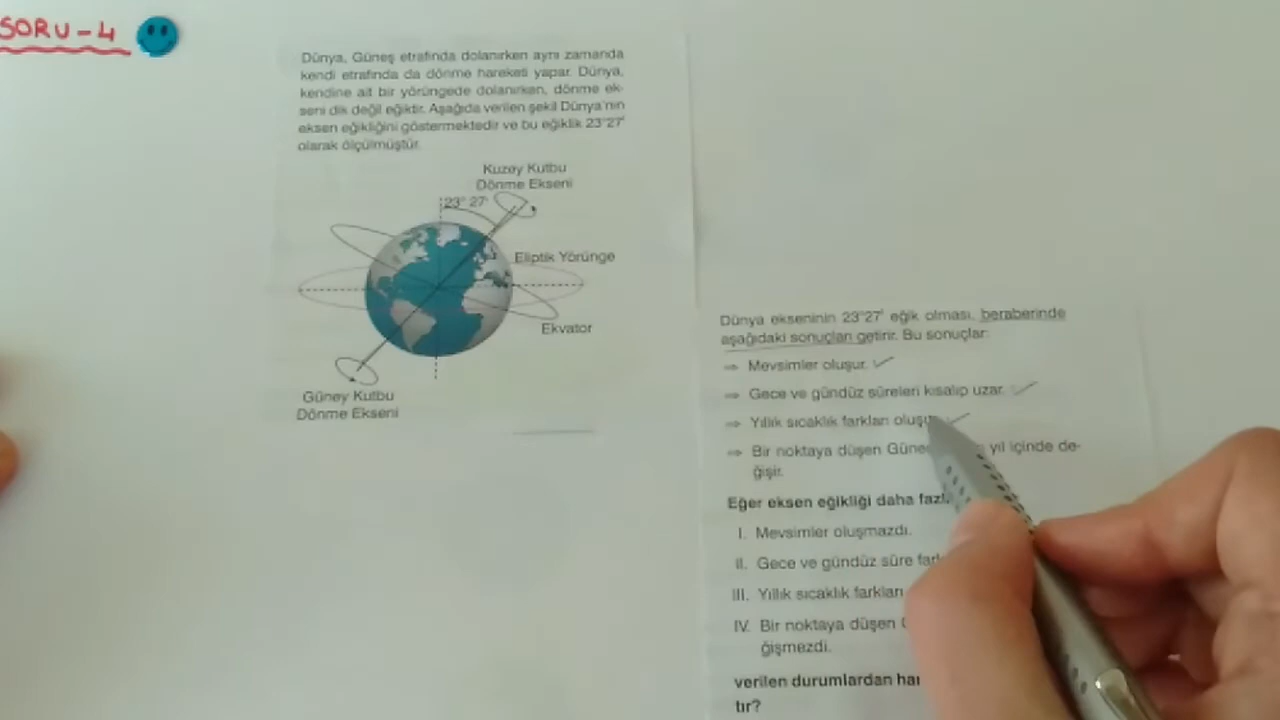 SORU-4
Dünya, Güneş etrafında dolanırken aynı zamanda
kendi etrafında da dönme hareketi yapar. Dünya,
kendine ait bir yörüngede dolanırken, dönme ek-
seni dik değil eğiktir. Aşağıda verilen şekil Dünya'nın
eksen eğikliğini göstermektedir ve bu eğiklik 23°27'
olarak ölçülmüştür.
Kuzey Kutbu
Dönme Ekseni
23° 27'
Eliptik Yörünge
Ekvator
Güney Kutbu
Dönme Ekseni
Dünya ekseninin 23°27' eğik olması, beraberinde
aşağıdaki sonuçları getirir. Bu sonuçlar:
⇒ Mevsimler oluşur. ✓
⇒ Gece ve gündüz süreleri kısalıp uzar. ✓
⇒ Yıllık sıcaklık farkları ✓
⇒ Bir noktaya düşen yıl içinde de-
ğişir.
Eğer eksen eğikliği daha
I. Mevsimler oluşmazdı.
II. Gece ve gündüz süre
III. Yıllık sıcaklık farkları
IV. Bir noktaya düşen
ğişmezdi.
verilen durumlardan
tır?